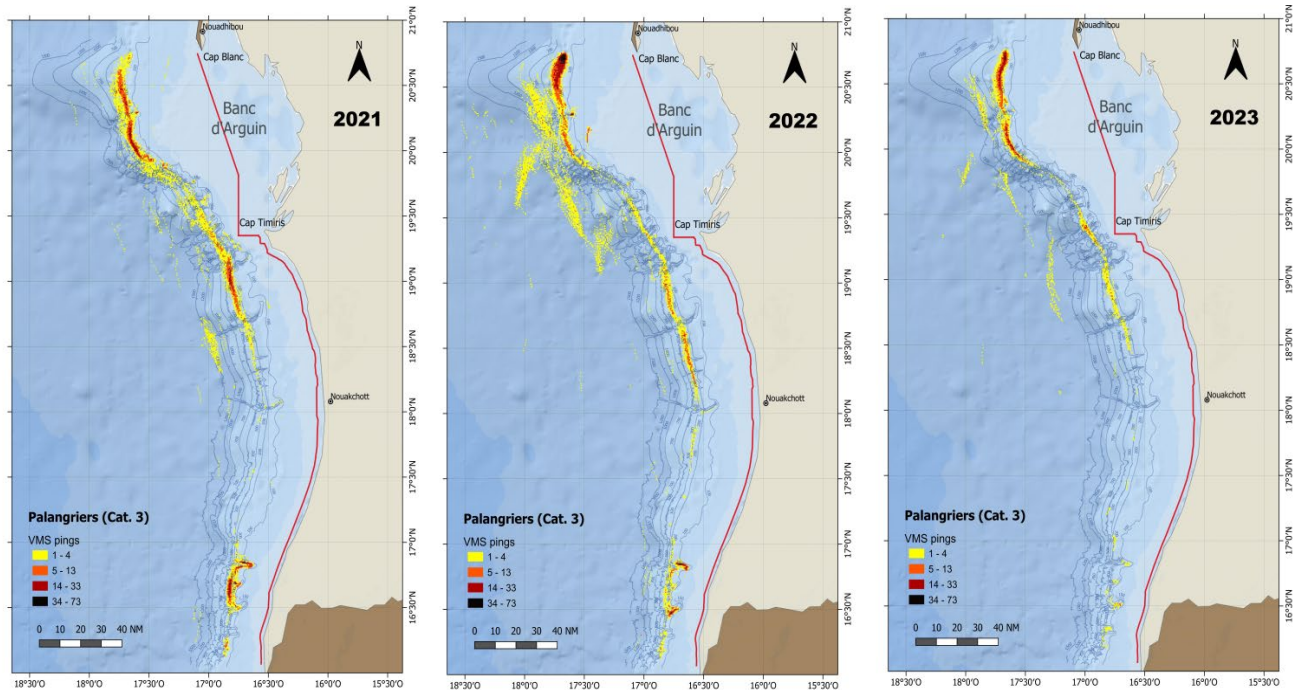 Nouadhibou
Cap Blanc
N
2021
Banc
d'Arguin
Cap Timiris
Nouakchott
Palangriers (Cat. 3)
VMS pings
1 - 4
5 - 13
14 - 33
34 - 73
0 10 20 30 40 NM
21°0'N
20°30'N
20°0'N
19°30'N
19°0'N
18°30'N
18°0'N
17°30'N
17°0'N
16°30'N
18°30'O 18°0'O 17°30'O 17°0'O 16°30'O 16°0'O 15°30'O
Nouadhibou
Cap Blanc
N
2022
Banc
d'Arguin
Cap Timiris
Nouakchott
Palangriers (Cat. 3)
VMS pings
1 - 4
5 - 13
14 - 33
34 - 73
0 10 20 30 40 NM
21°0'N
20°30'N
20°0'N
19°30'N
19°0'N
18°30'N
18°0'N
17°30'N
17°0'N
16°30'N
18°30'O 18°0'O 17°30'O 17°0'O 16°30'O 16°0'O 15°30'O
Nouadhibou
Cap Blanc
N
2023
Banc
d'Arguin
Cap Timiris
Nouakchott
Palangriers (Cat. 3)
VMS pings
1 - 4
5 - 13
14 - 33
34 - 73
0 10 20 30 40 NM
21°0'N
20°30'N
20°0'N
19°30'N
19°0'N
18°30'N
18°0'N
17°30'N
17°0'N
16°30'N
18°30'O 18°0'O 17°30'O 17°0'O 16°30'O 16°0'O 15°30'O